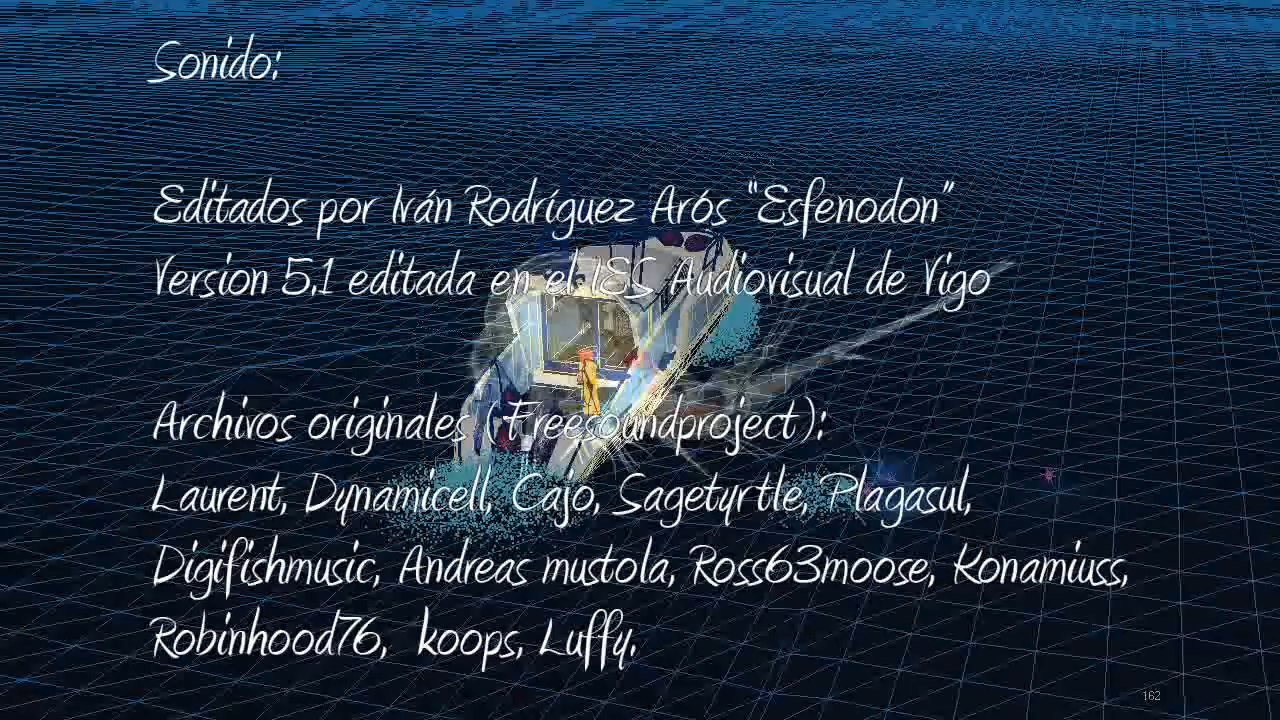 Sonido:
Editados por Iván Rodríguez Arós "Esfenodon"
Version 5.1 editada en el IES Audiovisual de Vigo
Archivos originales ( Freesoundproject):
Laurent, Dynamicell, Cajo, Sagetyrtle, Plagasul,
Digifishmusic, Andreas mustola, Ross63moose, Konamiuss,
Robinhood76, koops, Luffy.
162